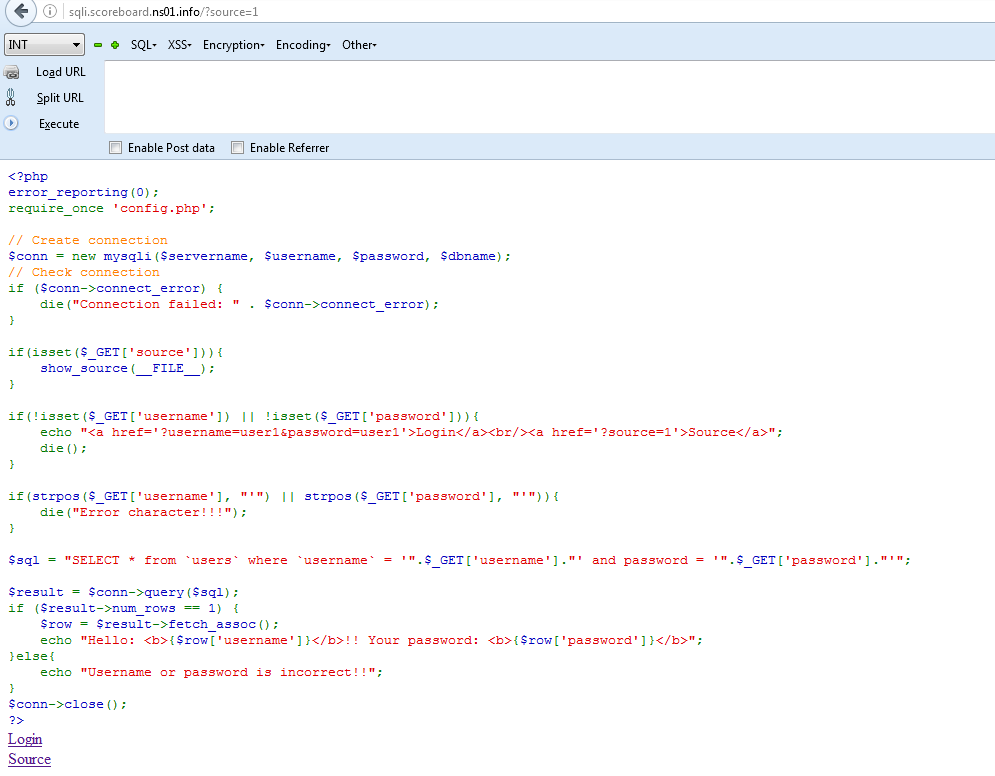 sqli.scoreboard.ns01.info/?source=1
INT SQL XSS Encryption Encoding Other
Load URL
Split URL
Execute
Enable Post data Enable Referrer
<?php
error_reporting(0);
require_once 'config.php';

// Create connection
$conn = new mysqli($servername, $username, $password, $dbname);
// Check connection
if ($conn->connect_error) {
    die("Connection failed: " . $conn->connect_error);
}

if(isset($_GET['source'])){
    show_source(__FILE__);
}

if(!isset($_GET['username']) || !isset($_GET['password'])){
    echo "<a href='?username=user1&password=user1'>Login</a><br/><a href='?source=1'>Source</a>";
    die();
}

if(strpos($_GET['username'], "'") || strpos($_GET['password'], "'")){
    die("Error character!!!");
}

$sql = "SELECT * from `users` where `username` = '".$_GET['username']."' and password = '".$_GET['password']."'";

$result = $conn->query($sql);
if ($result->num_rows == 1) {
    $row = $result->fetch_assoc();
    echo "Hello: <b>{$row['username']}</b>!! Your password: <b>{$row['password']}</b>";
}else{
    echo "Username or password is incorrect!!";
}
$conn->close();
?>
Login
Source